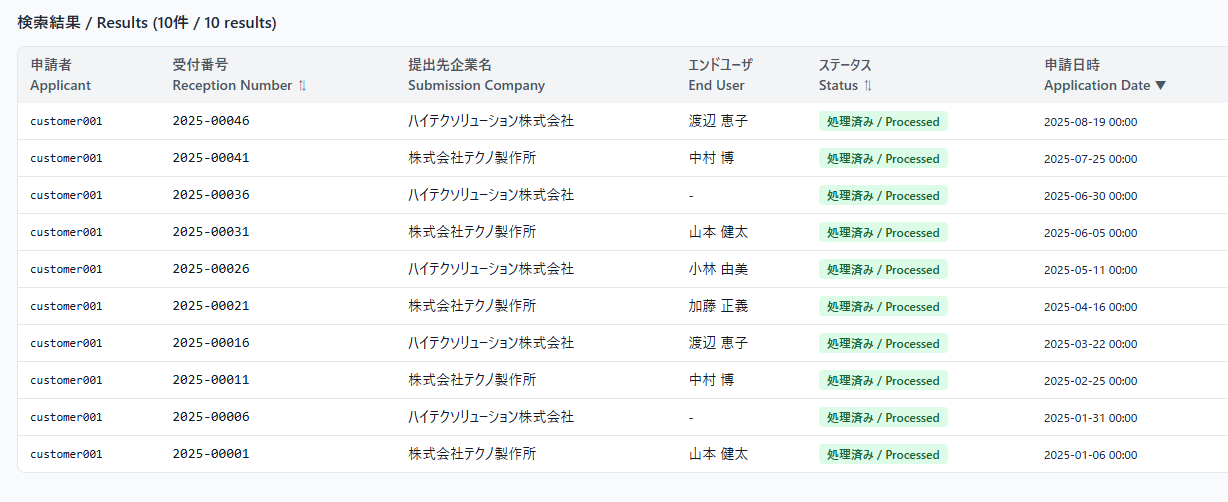 検索結果 / Results (10件 / 10 results)
申請者 受付番号 提出先企業名 エンドユーザ ステータス 申請日時
Applicant Reception Number ⇅ Submission Company End User Status ⇅ Application Date ▼
customer001 2025-00046 ハイテクソリューション株式会社 渡辺 恵子 処理済み / Processed 2025-08-19 00:00
customer001 2025-00041 株式会社テクノ製作所 中村 博 処理済み / Processed 2025-07-25 00:00
customer001 2025-00036 ハイテクソリューション株式会社 - 処理済み / Processed 2025-06-30 00:00
customer001 2025-00031 株式会社テクノ製作所 山本 健太 処理済み / Processed 2025-06-05 00:00
customer001 2025-00026 ハイテクソリューション株式会社 小林 由美 処理済み / Processed 2025-05-11 00:00
customer001 2025-00021 株式会社テクノ製作所 加藤 正義 処理済み / Processed 2025-04-16 00:00
customer001 2025-00016 ハイテクソリューション株式会社 渡辺 恵子 処理済み / Processed 2025-03-22 00:00
customer001 2025-00011 株式会社テクノ製作所 中村 博 処理済み / Processed 2025-02-25 00:00
customer001 2025-00006 ハイテクソリューション株式会社 - 処理済み / Processed 2025-01-31 00:00
customer001 2025-00001 株式会社テクノ製作所 山本 健太 処理済み / Processed 2025-01-06 00:00